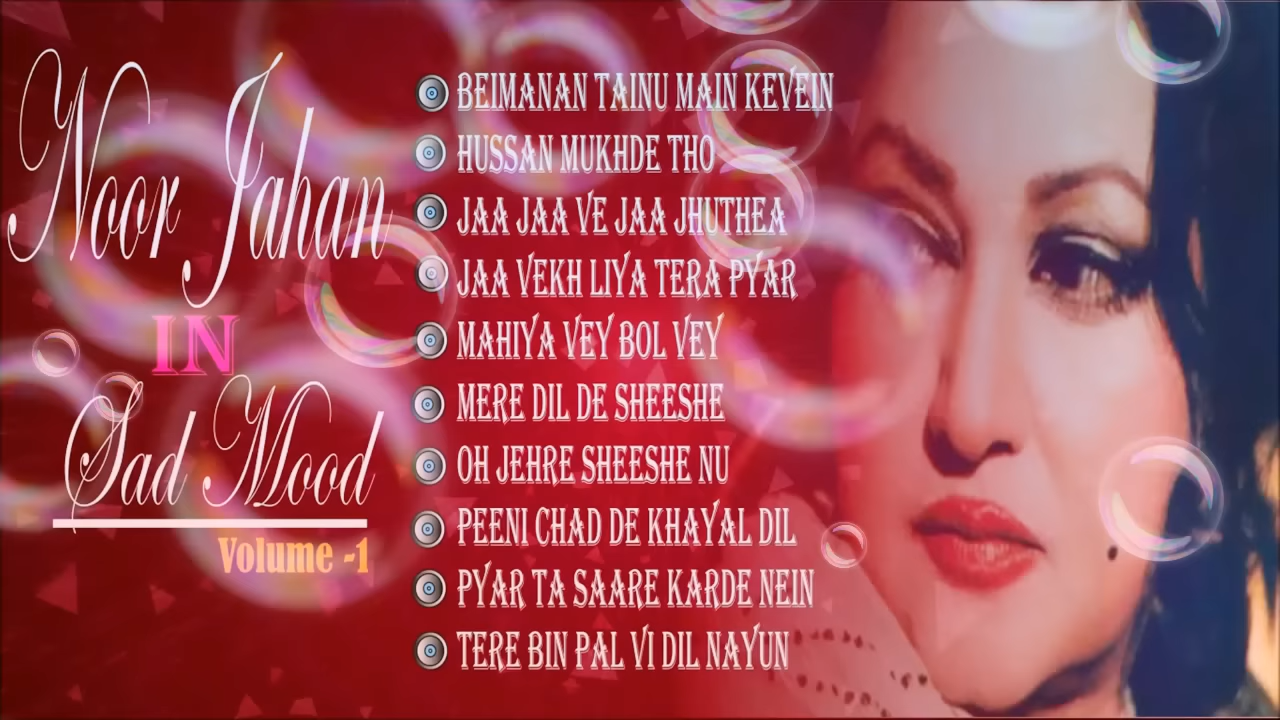 Noor Jahan
IN
Sad Mood
Volume -1
BEIMANAN TAINU MAIN KEVEIN
HUSSAN MUKHDE THO
JAA JAA VE JAA JHUTHEA
JAA VEKH LIYA TERA PYAR
MAHIYA VEY BOL VEY
MERE DIL DE SHEESHE
OH JEHRE SHEESHE NU
PEENI CHAD DE KHAYAL DIL
PYAR TA SAARE KARDE NEIN
TERE BIN PAL VI DIL NAYUN